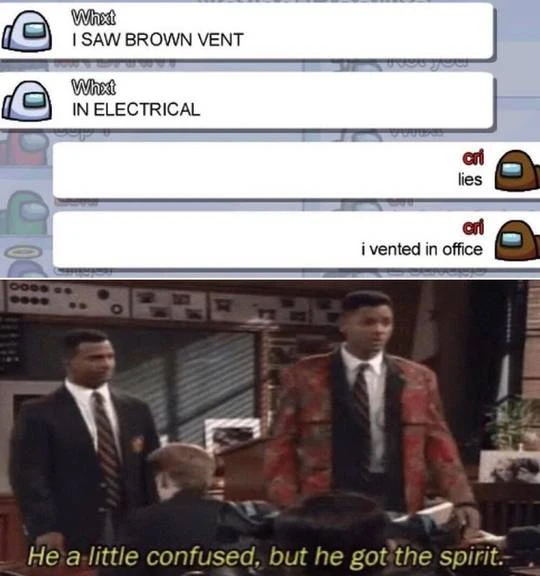 Whxt
I SAW BROWN VENT
Whxt
IN ELECTRICAL
cri
lies
cri
i vented in office
He a little confused, but he got the spirit.